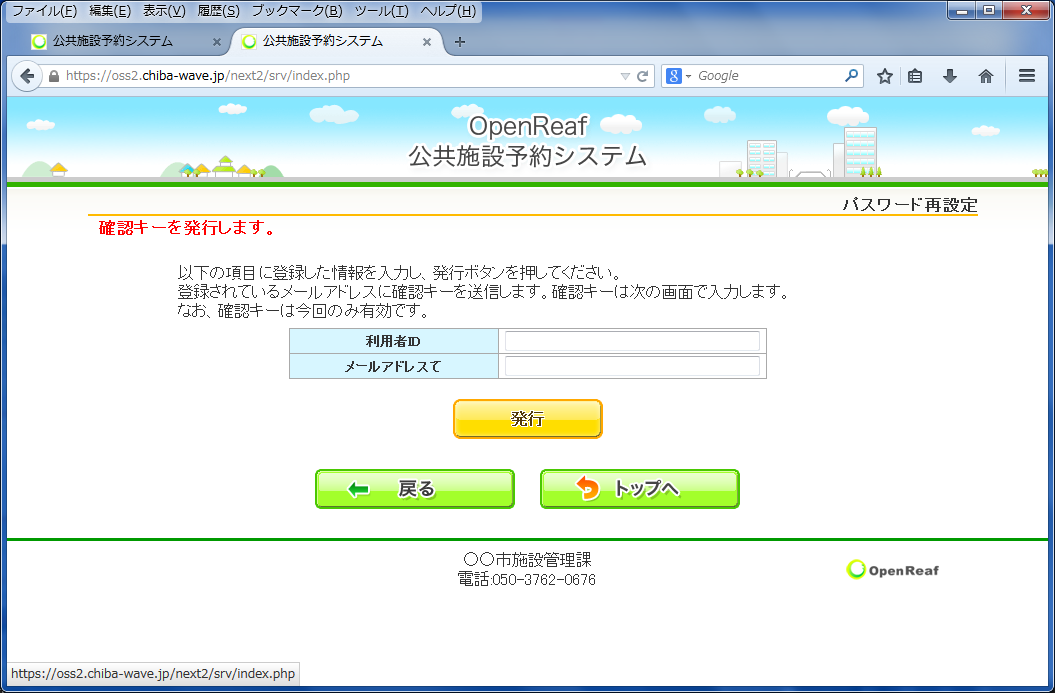 ファイル(F) 編集(E) 表示(V) 履歴(S) ブックマーク(B) ツール(T) ヘルプ(H)
公共施設予約システム × 公共施設予約システム × +
https://oss2.chiba-wave.jp/next2/srv/index.php
8 Google
OpenReaf
公共施設予約システム
パスワード再設定
確認キーを発行します。
以下の項目に登録した情報を入力し、発行ボタンを押してください。
登録されているメールアドレスに確認キーを送信します。確認キーは次の画面で入力します。
なお、確認キーは今回のみ有効です。
利用者ID
メールアドレスて
発行
戻る トップへ
〇〇市施設管理課
電話:050-3762-0676
OpenReaf
https://oss2.chiba-wave.jp/next2/srv/index.php